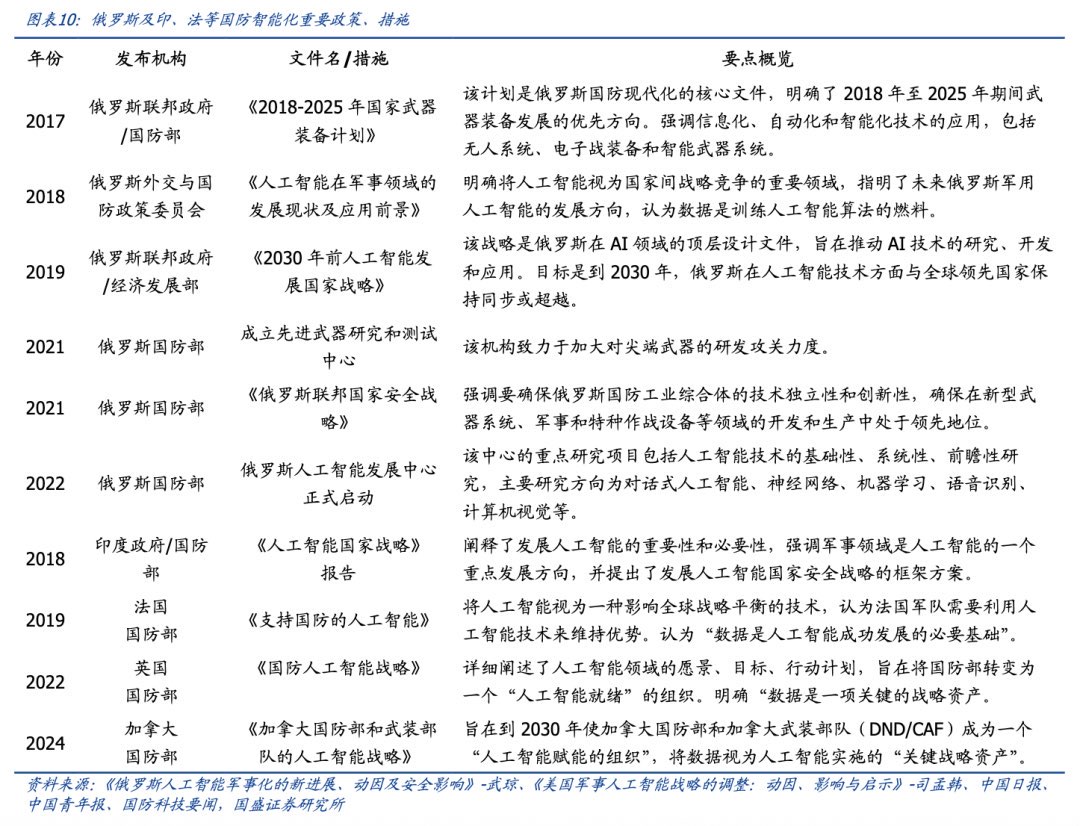 图表10：俄罗斯及印、法等国防智能化重要政策、措施
年份 发布机构 文件名/措施 要点概览
2017 俄罗斯联邦政府/国防部 《2018-2025年国家武器装备计划》 该计划是俄罗斯国防现代化的核心文件，明确了2018年至2025年期间武
器装备发展的优先方向。强调信息化、自动化和智能化技术的应用，包括
无人系统、电子战装备和智能武器系统。
2018 俄罗斯外交与国防政策委员会 《人工智能在军事领域的发展现状及应用前景》 明确将人工智能视为国家间战略竞争的重要领域，指明了未来俄罗斯军用
人工智能的发展方向，认为数据是训练人工智能算法的燃料。
2019 俄罗斯联邦政府/经济发展部 《2030年前人工智能发展国家战略》 该战略是俄罗斯在AI领域的顶层设计文件，旨在推动AI技术的研究、开发
和应用。目标是到2030年，俄罗斯在人工智能技术方面与全球领先国家保
持同步或超越。
2021 俄罗斯国防部 成立先进武器研究和测试中心 该机构致力于加大对尖端武器的研发攻关力度。
2021 俄罗斯国防部 《俄罗斯联邦国家安全战略》 强调要确保俄罗斯国防工业综合体的技术独立性和创新性，确保在新型武
器系统、军事和特种作战设备等领域的开发和生产中处于领先地位。
2022 俄罗斯国防部 俄罗斯人工智能发展中心正式启动 该中心的重点研究项目包括人工智能技术的基础性、系统性、前瞻性研
究，主要研究方向为对话式人工智能、神经网络、机器学习、语音识别、
计算机视觉等。
2018 印度政府/国防部 《人工智能国家战略》报告 阐释了发展人工智能的重要性和必要性，强调军事领域是人工智能的一个
重点发展方向，并提出了发展人工智能国家安全战略的框架方案。
2019 法国国防部 《支持国防的人工智能》 将人工智能视为一种影响全球战略平衡的技术，认为法国军队需要利用人
工智能技术来维持优势。认为“数据是人工智能成功发展的必要基础”。
2022 英国国防部 《国防人工智能战略》 详细阐述了人工智能领域的愿景、目标、行动计划，旨在将国防部转变为
一个“人工智能就绪”的组织。明确“数据是一项关键的战略资产。
2024 加拿大国防部 《加拿大国防部和武装部队的人工智能战略》 旨在到2030年使加拿大国防部和加拿大武装部队（DND/CAF）成为一个
“人工智能赋能的组织”，将数据视为人工智能实施的“关键战略资产”。
资料来源：《俄罗斯人工智能军事化的新进展、动因及安全影响》-武琼、《美国军事人工智能战略的调整：动因、影响与启示》-司孟韩、中国日报、
中国青年报、国防科技要闻，国盛证券研究所